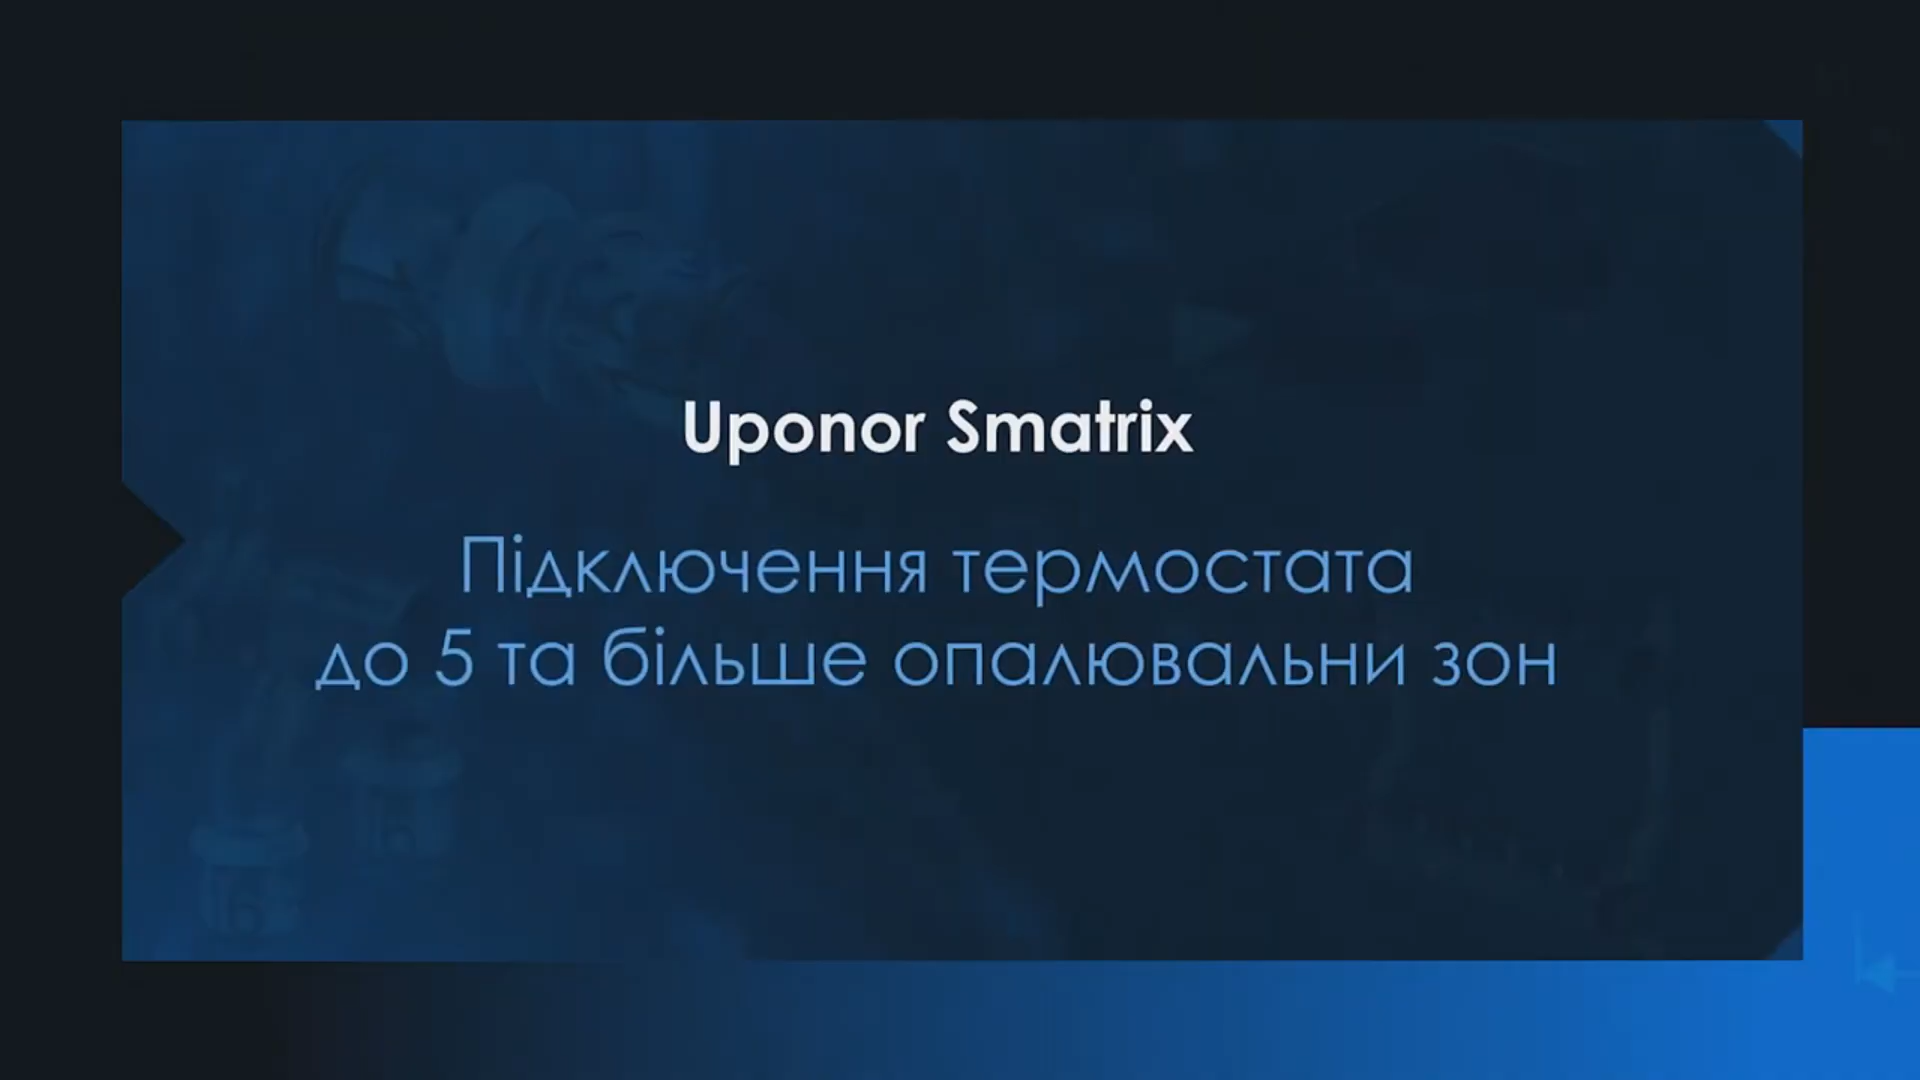 Uponor Smatrix
Підключення термостата
до 5 та більше опалювальни зон